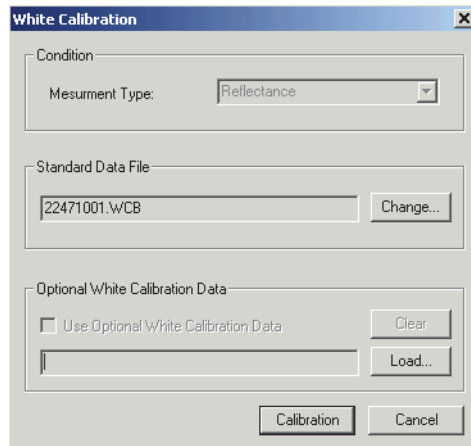 White Calibration
Condition
Mesurment Type:
Reflectance
Standard Data File
22471001.WCB
Change...
Optional White Calibration Data
Use Optional White Calibration Data
Clear
Load...
Calibration
Cancel